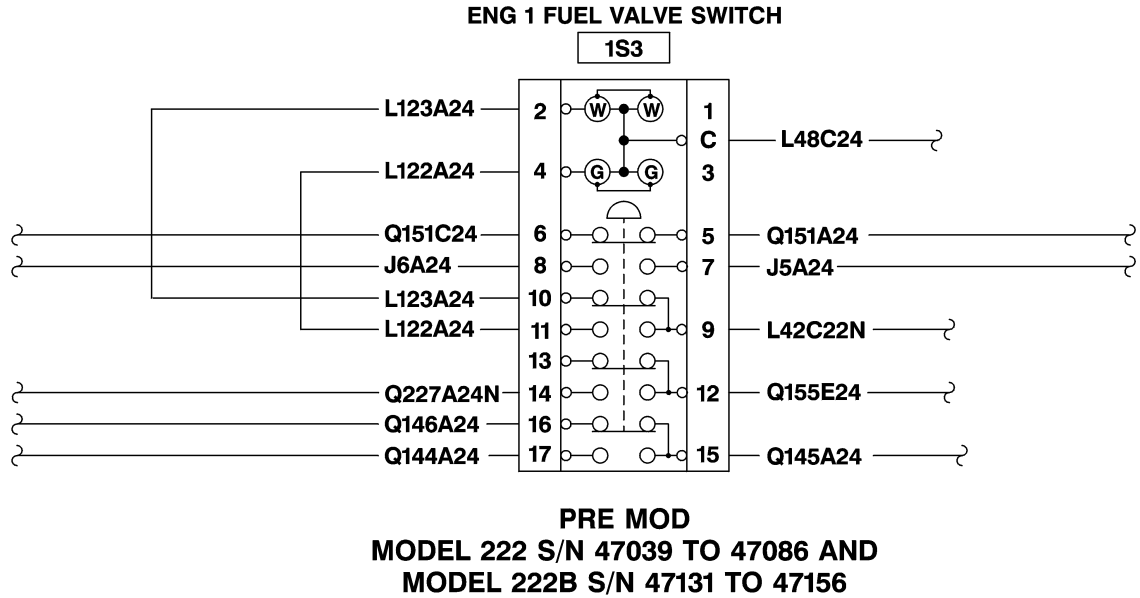 ENG 1 FUEL VALVE SWITCH
1S3
L123A24 2 W W 1
C L48C24
L122A24 4 G G 3
Q151C24 6 5 Q151A24
J6A24 8 7 J5A24
L123A24 10
L122A24 11 9 L42C22N
13
Q227A24N 14 12 Q155E24
Q146A24 16
Q144A24 17 15 Q145A24
PRE MOD
MODEL 222 S/N 47039 TO 47086 AND
MODEL 222B S/N 47131 TO 47156